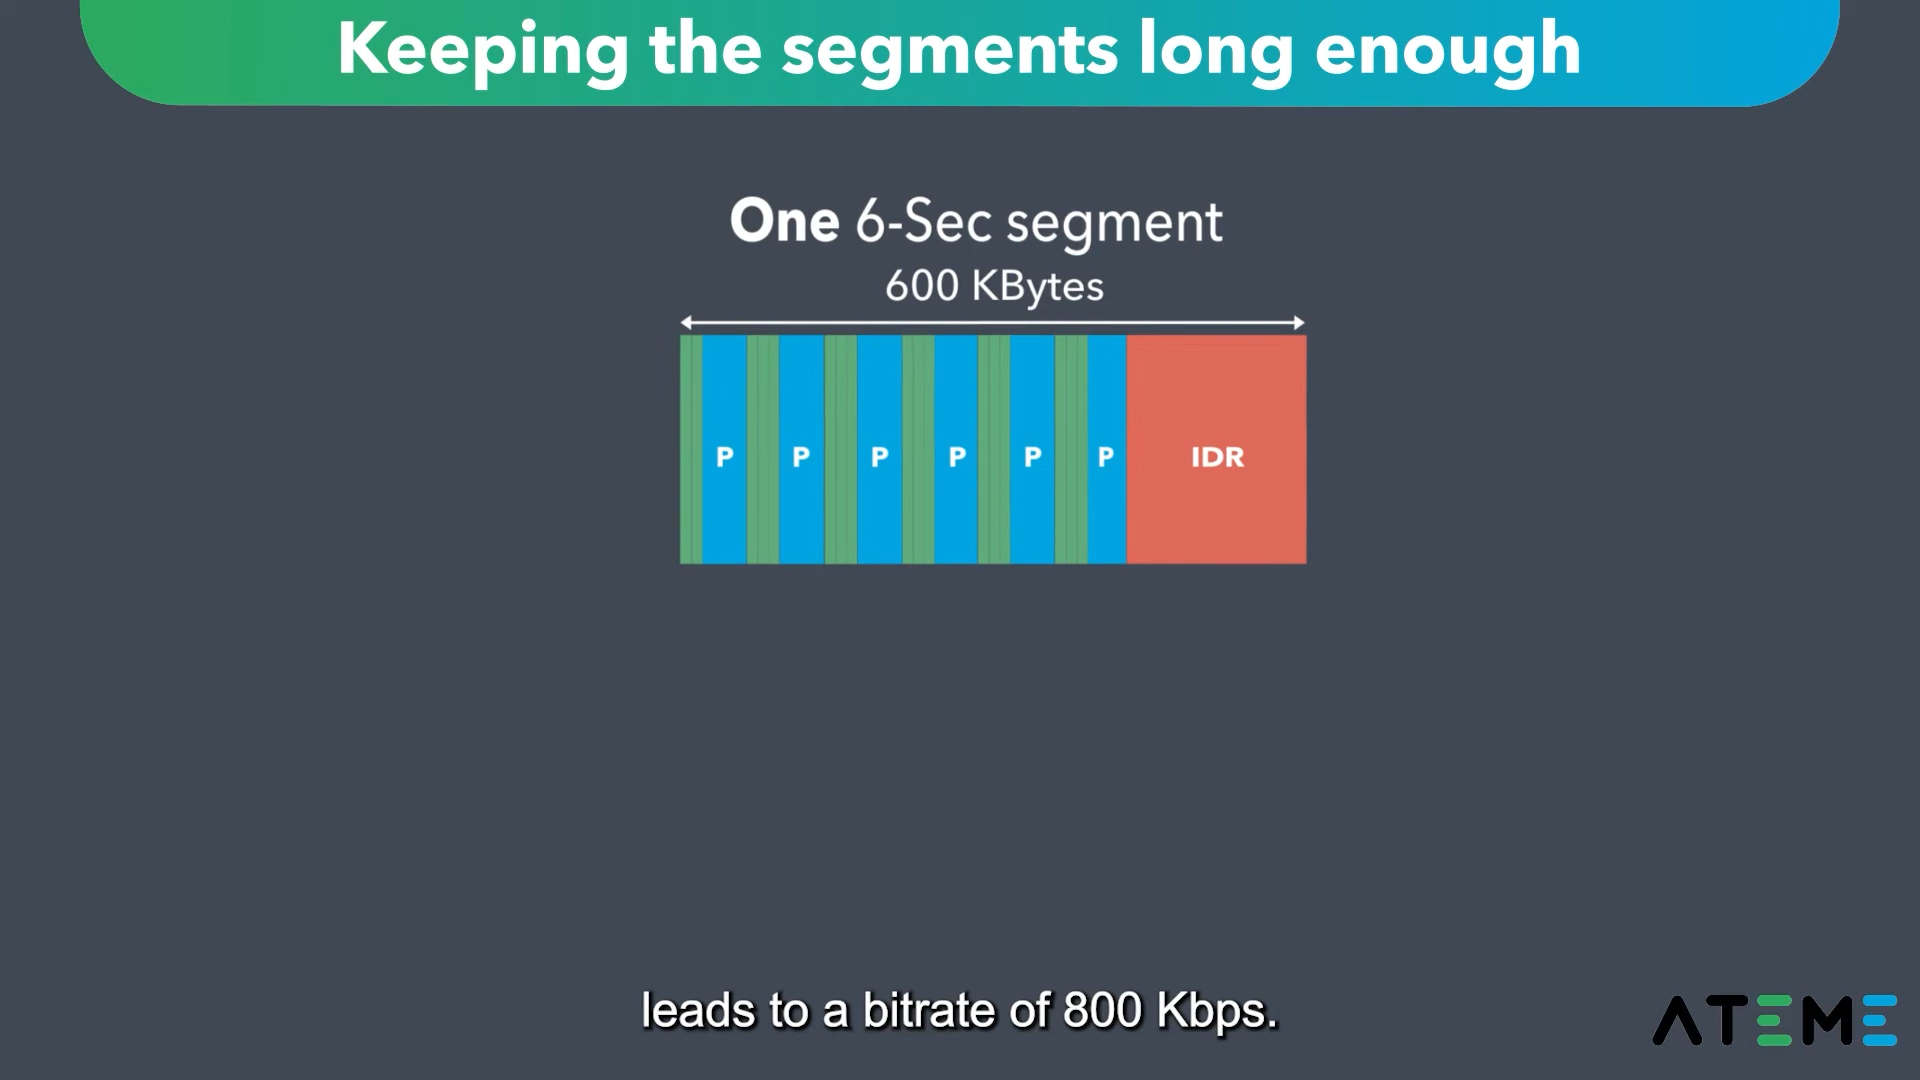 Keeping the segments long enough
One 6-Sec segment
600 KBytes
P P P P P P IDR
leads to a bitrate of 800 Kbps.
ATEME